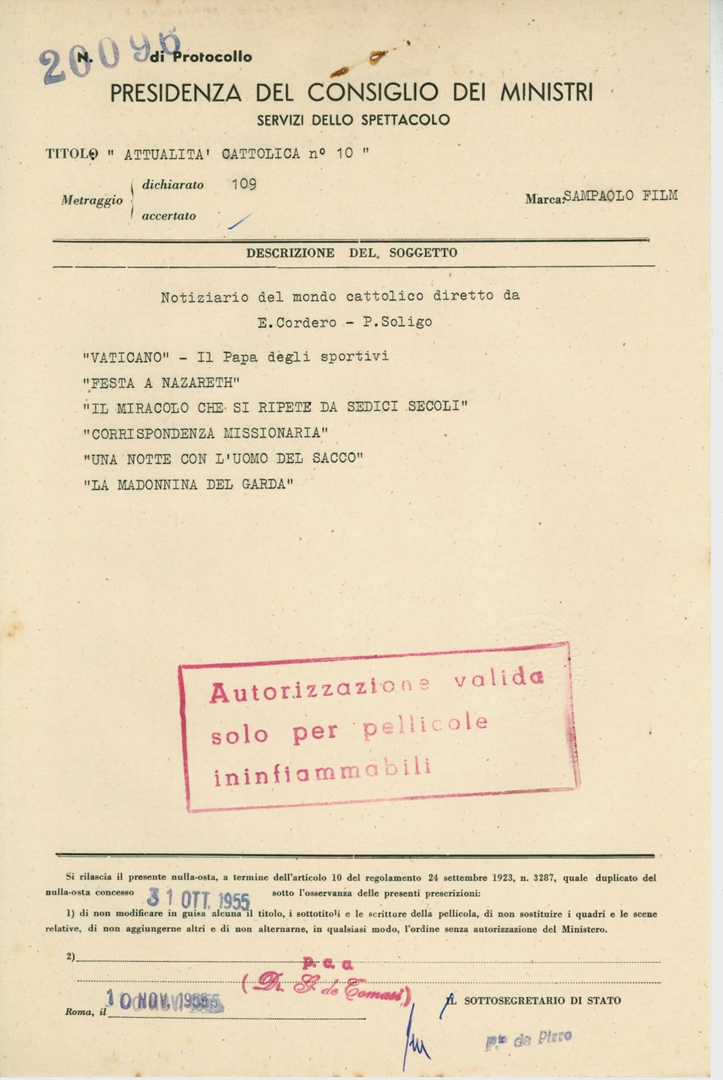 N. 20096 di Protocollo
PRESIDENZA DEL CONSIGLIO DEI MINISTRI
SERVIZI DELLO SPETTACOLO
TITOLO " ATTUALITA' CATTOLICA n° 10 "
Metraggio
dichiarato 109
accertato
Marca: SAMPAOLO FILM
DESCRIZIONE DEL SOGGETTO
Notiziario del mondo cattolico diretto da
E.Cordero - P.Soligo
"VATICANO" - Il Papa degli sportivi
"FESTA A NAZARETH"
"IL MIRACOLO CHE SI RIPETE DA SEDICI SECOLI"
"CORRISPONDENZA MISSIONARIA"
"UNA NOTTE CON L'UOMO DEL SACCO"
"LA MADONNINA DEL GARDA"
Autorizzazione valida
solo per pellicole
ininfiammabili
Si rilascia il presente nulla-osta, a termine dell'articolo 10 del regolamento 24 settembre 1923, n. 3287, quale duplicato del
nulla-osta concesso 31 OTT. 1955 sotto l'osservanza delle presenti prescrizioni:
1) di non modificare in guisa alcuna il titolo, i sottotitoli e le scritture della pellicola, di non sostituire i quadri e le scene
relative, di non aggiungerne altri e di non alternarne, in qualsiasi modo, l'ordine senza autorizzazione del Ministero.
2)
p.c.c.
(Dr. G. de Tomasi)
Roma, il 10 NOV. 1955
IL SOTTOSEGRETARIO DI STATO
de Pirro